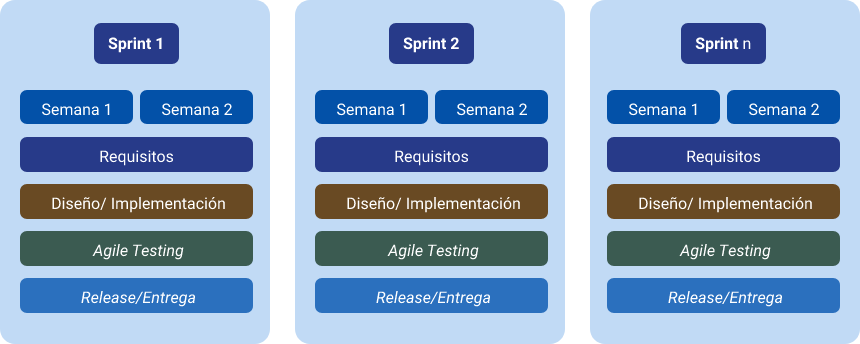 Sprint 1
Semana 1
Semana 2
Requisitos
Diseño/ Implementación
Agile Testing
Release/Entrega
Sprint 2
Semana 1
Semana 2
Requisitos
Diseño/ Implementación
Agile Testing
Release/Entrega
Sprint n
Semana 1
Semana 2
Requisitos
Diseño/ Implementación
Agile Testing
Release/Entrega